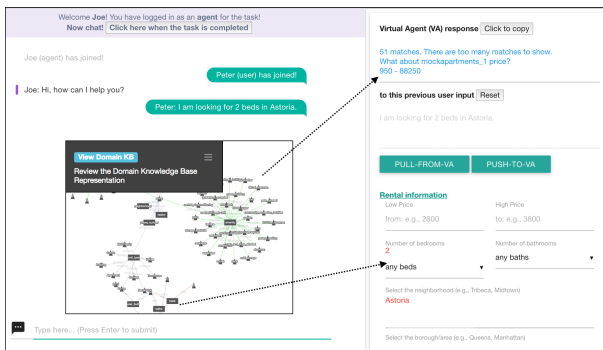 Welcome Joe! You have logged in as an agent for the task!
Now chat! Click here when the task is completed
Joe (agent) has joined!
Peter (user) has joined!
Joe: Hi, how can I help you?
Peter: I am looking for 2 beds in Astoria.
View Domain KB
Review the Domain Knowledge Base
Representation
Type here... (Press Enter to submit)
Virtual Agent (VA) response Click to copy
51 matches. There are too many matches to show.
What about mockapartments_1 price?
950 - 88250
to this previous user input Reset
I am looking for 2 beds in Astoria.
PULL-FROM-VA PUSH-TO-VA
Rental information
Low Price High Price
from: e.g., 2800 to: e.g., 3800
Number of bedrooms Number of bathrooms
2
any beds any baths
Select the neighborhood (e.g., Tribeca, Midtown)
Astoria
Select the borough/area (e.g., Queens, Manhattan)